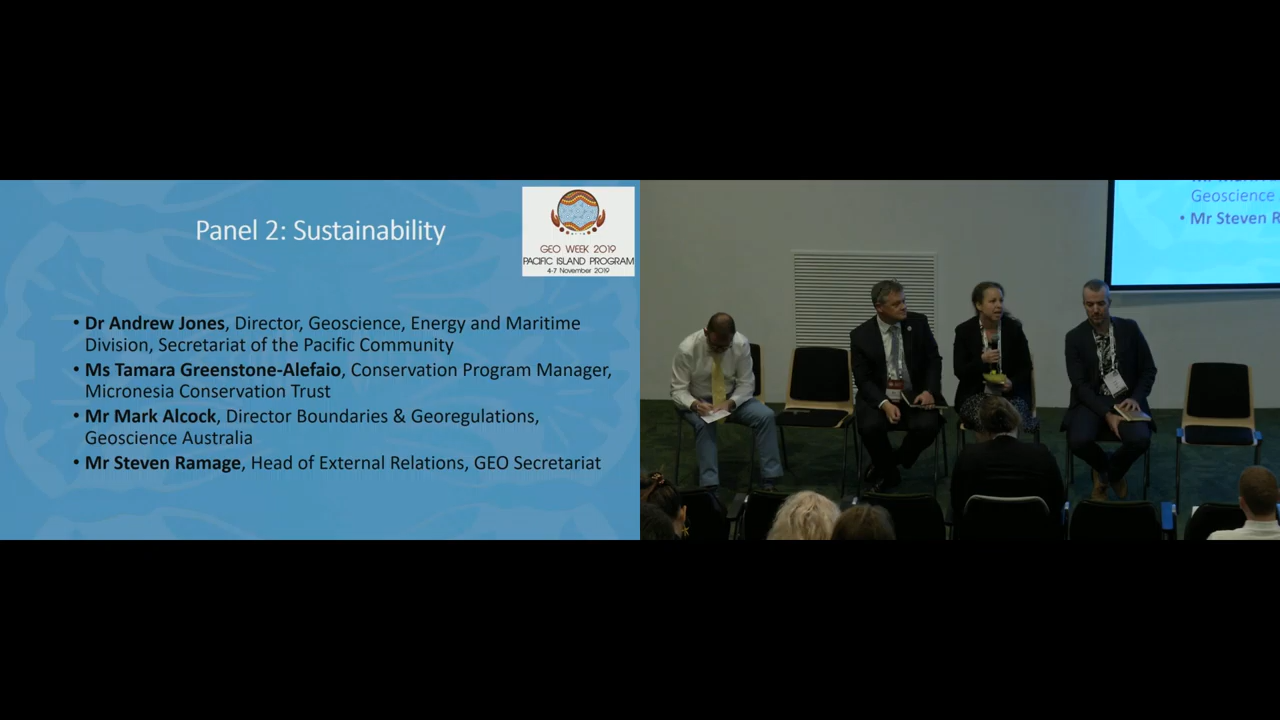 Panel 2: Sustainability
GEO WEEK 2019
PACIFIC ISLAND PROGRAM
4-7 November 2019
• Dr Andrew Jones, Director, Geoscience, Energy and Maritime
Division, Secretariat of the Pacific Community
• Ms Tamara Greenstone-Alefaio, Conservation Program Manager,
Micronesia Conservation Trust
• Mr Mark Alcock, Director Boundaries & Georegulations,
Geoscience Australia
• Mr Steven Ramage, Head of External Relations, GEO Secretariat
Geoscience
• Mr Steven R